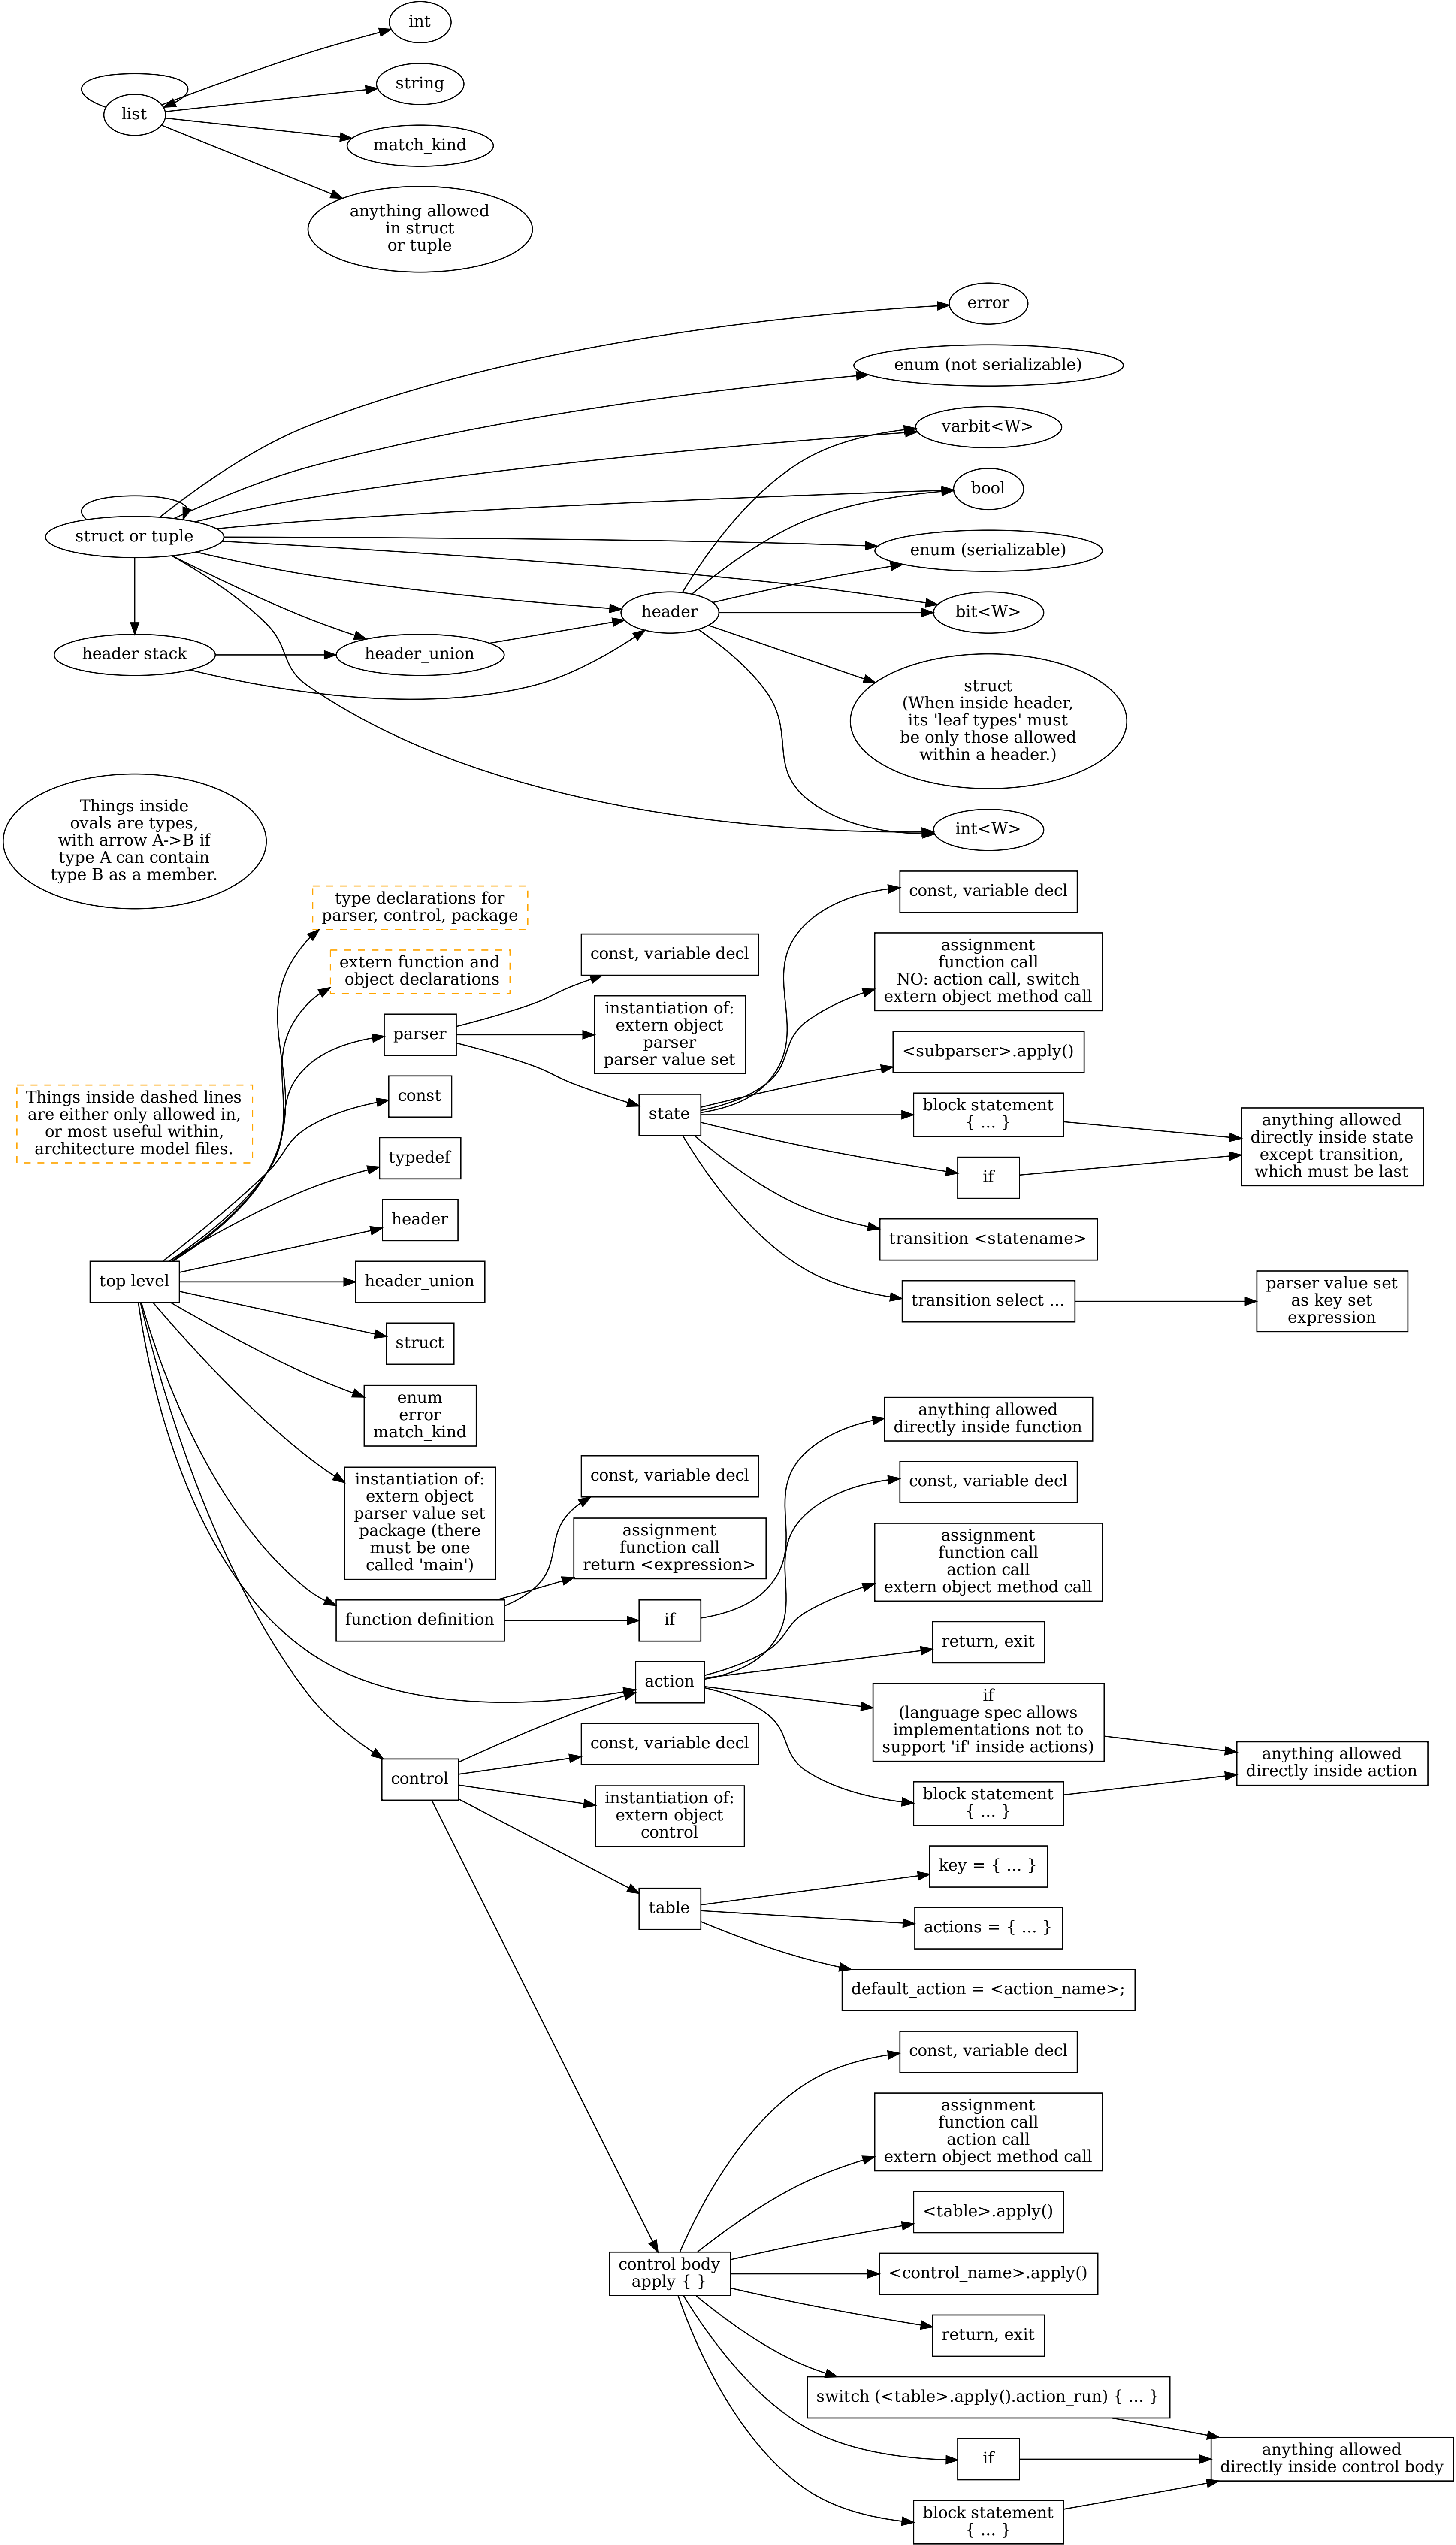 int
string
list
match_kind
anything allowed
in struct
or tuple
error
enum (not serializable)
varbit<W>
bool
struct or tuple
enum (serializable)
header
bit<W>
header stack
header_union
struct
(When inside header,
its 'leaf types' must
be only those allowed
within a header.)
int<W>
Things inside
ovals are types,
with arrow A->B if
type A can contain
type B as a member.
type declarations for
parser, control, package
extern function and
object declarations
parser
const, variable decl
instantiation of:
extern object
parser
parser value set
const, variable decl
assignment
function call
NO: action call, switch
extern object method call
<subparser>.apply()
Things inside dashed lines
are either only allowed in,
or most useful within,
architecture model files.
const
state
block statement
{ ... }
anything allowed
directly inside state
except transition,
which must be last
typedef
if
header
transition <statename>
top level
header_union
transition select ...
parser value set
as key set
expression
struct
enum
error
match_kind
instantiation of:
extern object
parser value set
package (there
must be one
called 'main')
const, variable decl
assignment
function call
return <expression>
function definition
if
anything allowed
directly inside function
const, variable decl
assignment
function call
action call
extern object method call
return, exit
action
if
(language spec allows
implementations not to
support 'if' inside actions)
anything allowed
directly inside action
const, variable decl
control
block statement
{ ... }
instantiation of:
extern object
control
key = { ... }
table
actions = { ... }
default_action = <action_name>;
const, variable decl
assignment
function call
action call
extern object method call
<table>.apply()
control body
apply { }
<control_name>.apply()
return, exit
switch (<table>.apply().action_run) { ... }
if
anything allowed
directly inside control body
block statement
{ ... }